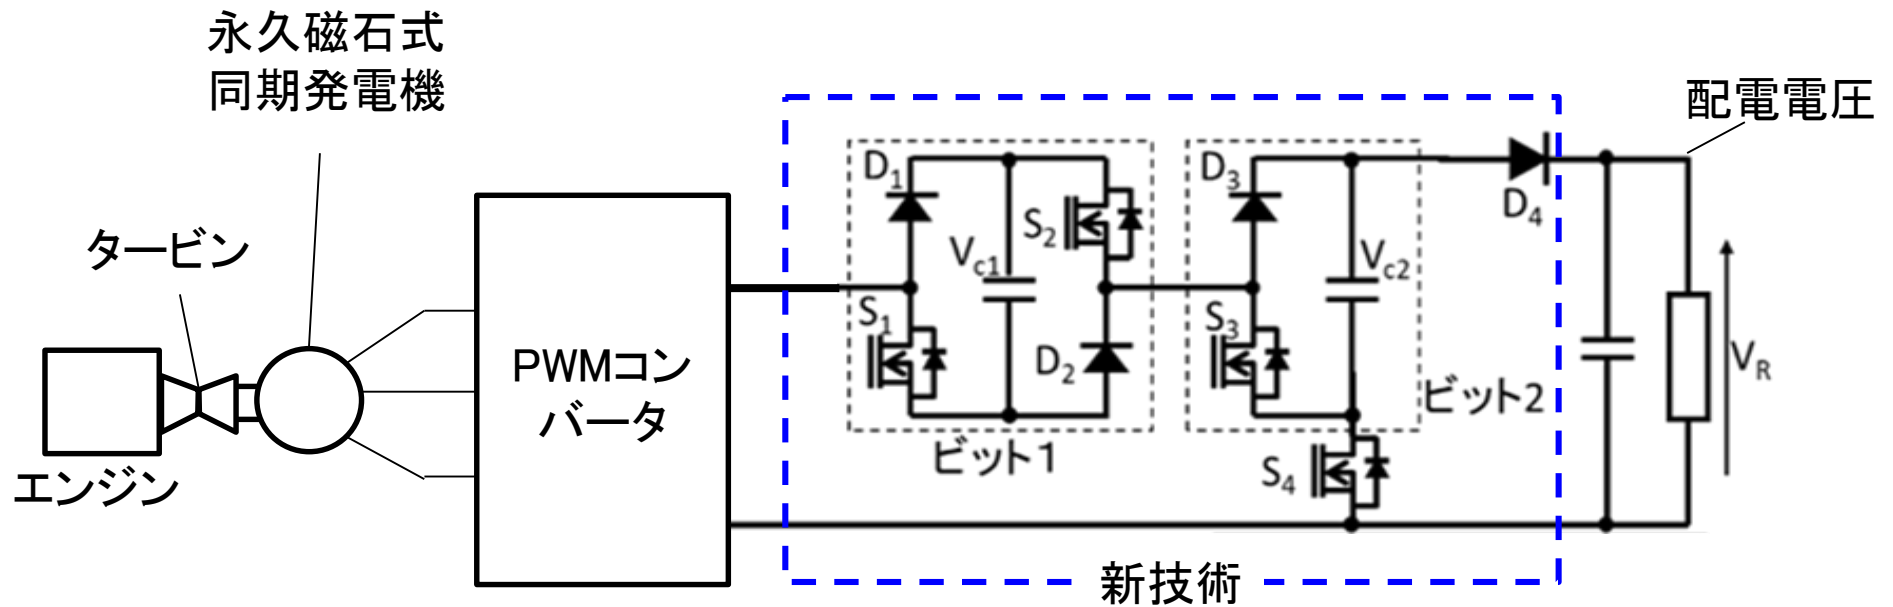 永久磁石式
同期発電機
配電電圧
タービン
エンジン
PWMコン
バータ
D1
S1
Vc1
S2
D2
ビット1
D3
S3
Vc2
ビット2
S4
D4
VR
新技術